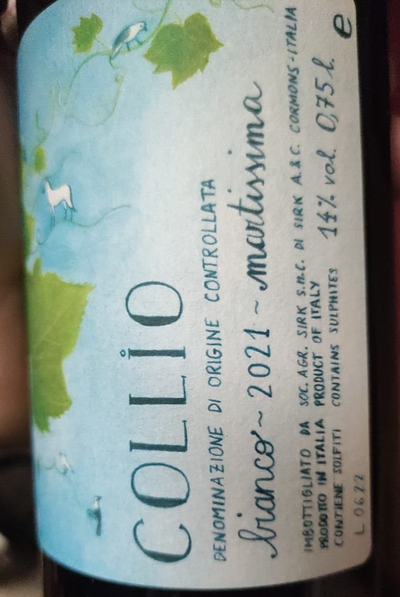 COLLIO
DENOMINAZIONE DI ORIGINE CONTROLLATA
bianco ~ 2021 ~ martissima
IMBOTTIGLIATO DA SOC. AGR. SIRK S.N.C. DI SIRK A.&C. CORMONS-ITALIA
PRODOTTO IN ITALIA PRODUCT OF ITALY
CONTIENE SOLFITI CONTAINS SULPHITES 14% vol. 0,75 l. e
L 0622